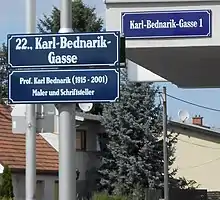 22., Karl-Bednarik-
Gasse
Prof. Karl Bednarik (1915 - 2001)
Maler und Schriftsteller
Karl-Bednarik-Gasse 1